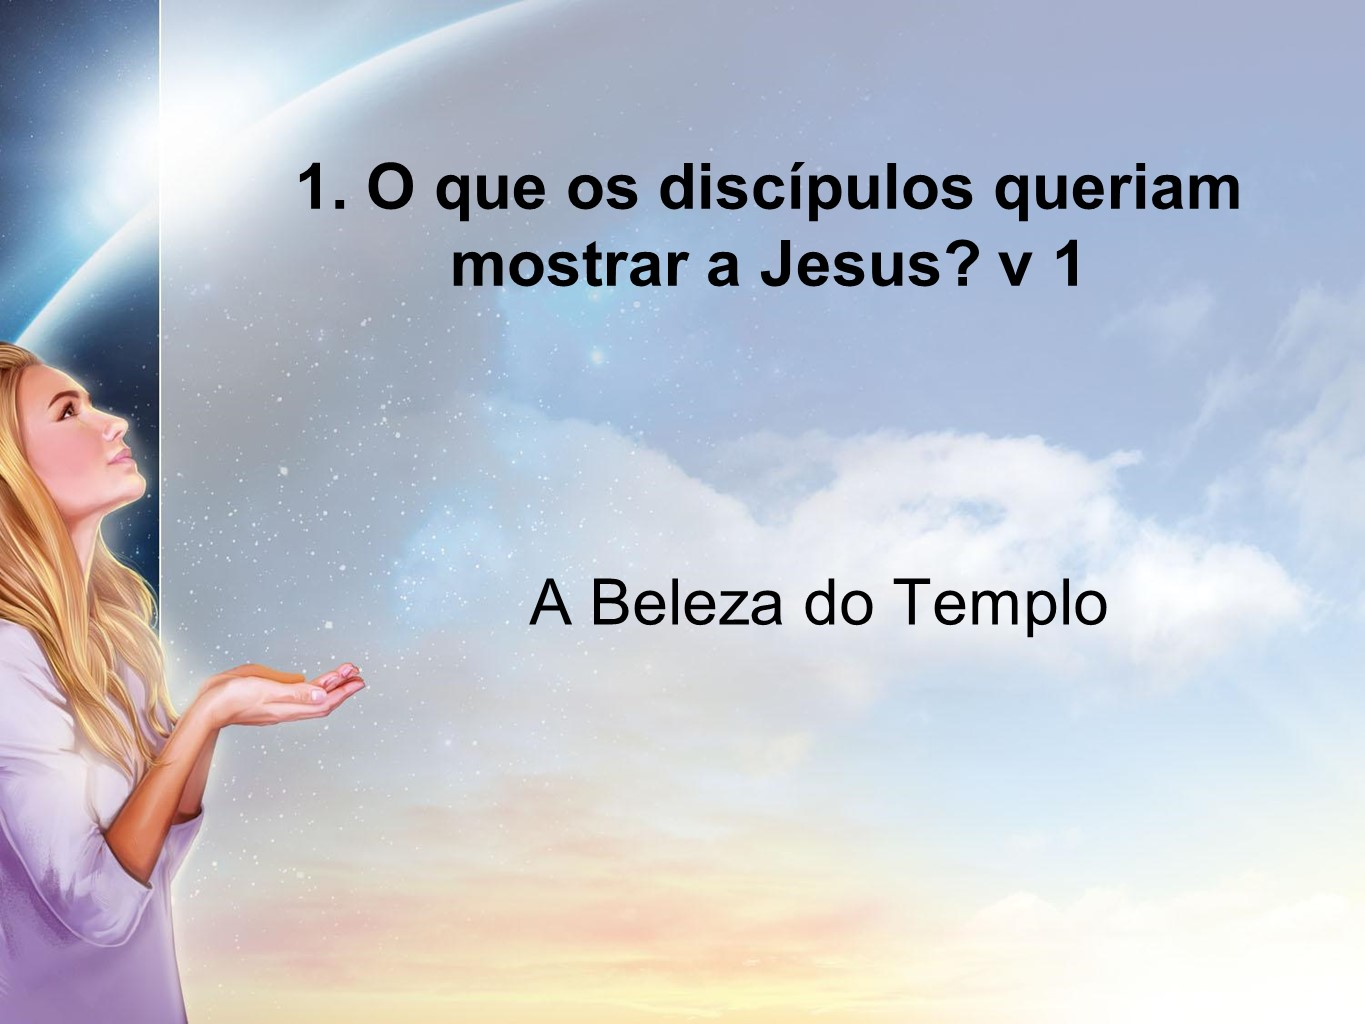 1. O que os discípulos queriam
mostrar a Jesus? v 1
A Beleza do Templo